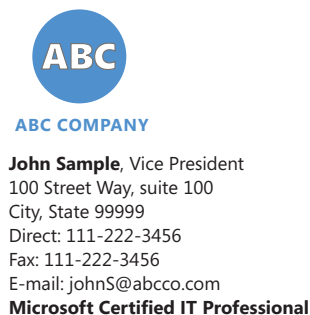 ABC
ABC COMPANY
John Sample, Vice President
100 Street Way, suite 100
City, State 99999
Direct: 111-222-3456
Fax: 111-222-3456
E-mail: johnS@abcco.com
Microsoft Certified IT Professional